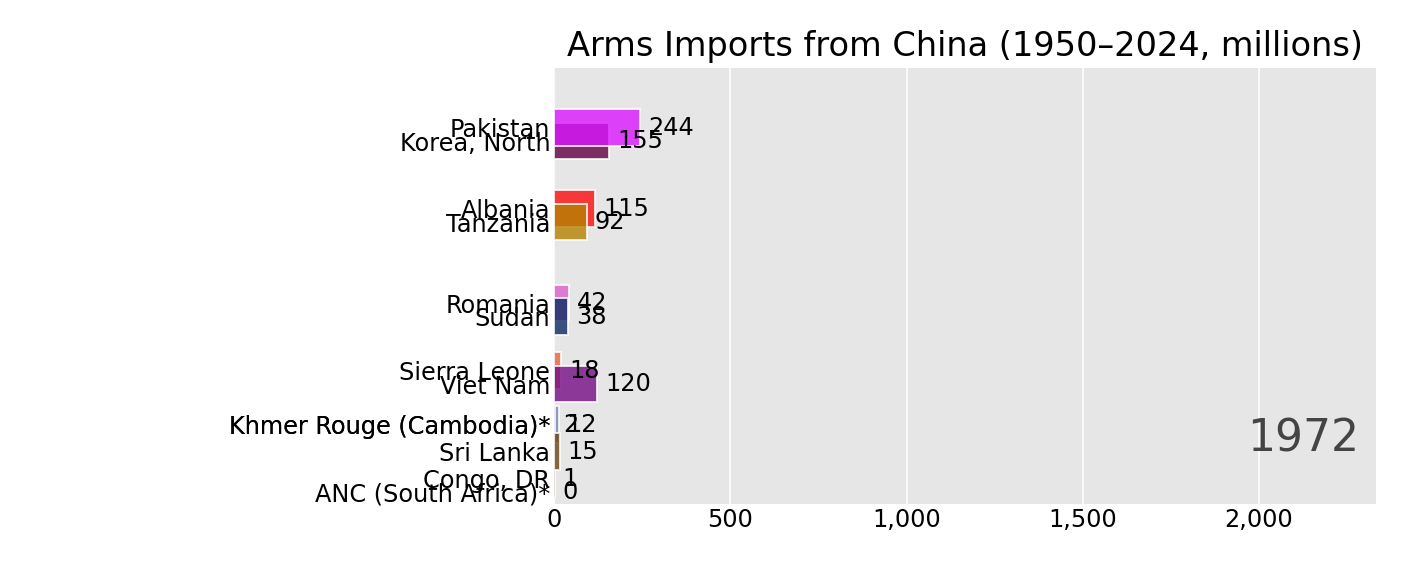 Arms Imports from China (1950–2024, millions)
Pakistan 244
Korea, North 155
Albania 115
Tanzania 92
Romania 42
Sudan 38
Sierra Leone 18
Viet Nam 120
Khmer Rouge (Cambodia)* 12
Sri Lanka 15
Congo, DR 1
ANC (South Africa)* 0
1972
0 500 1,000 1,500 2,000